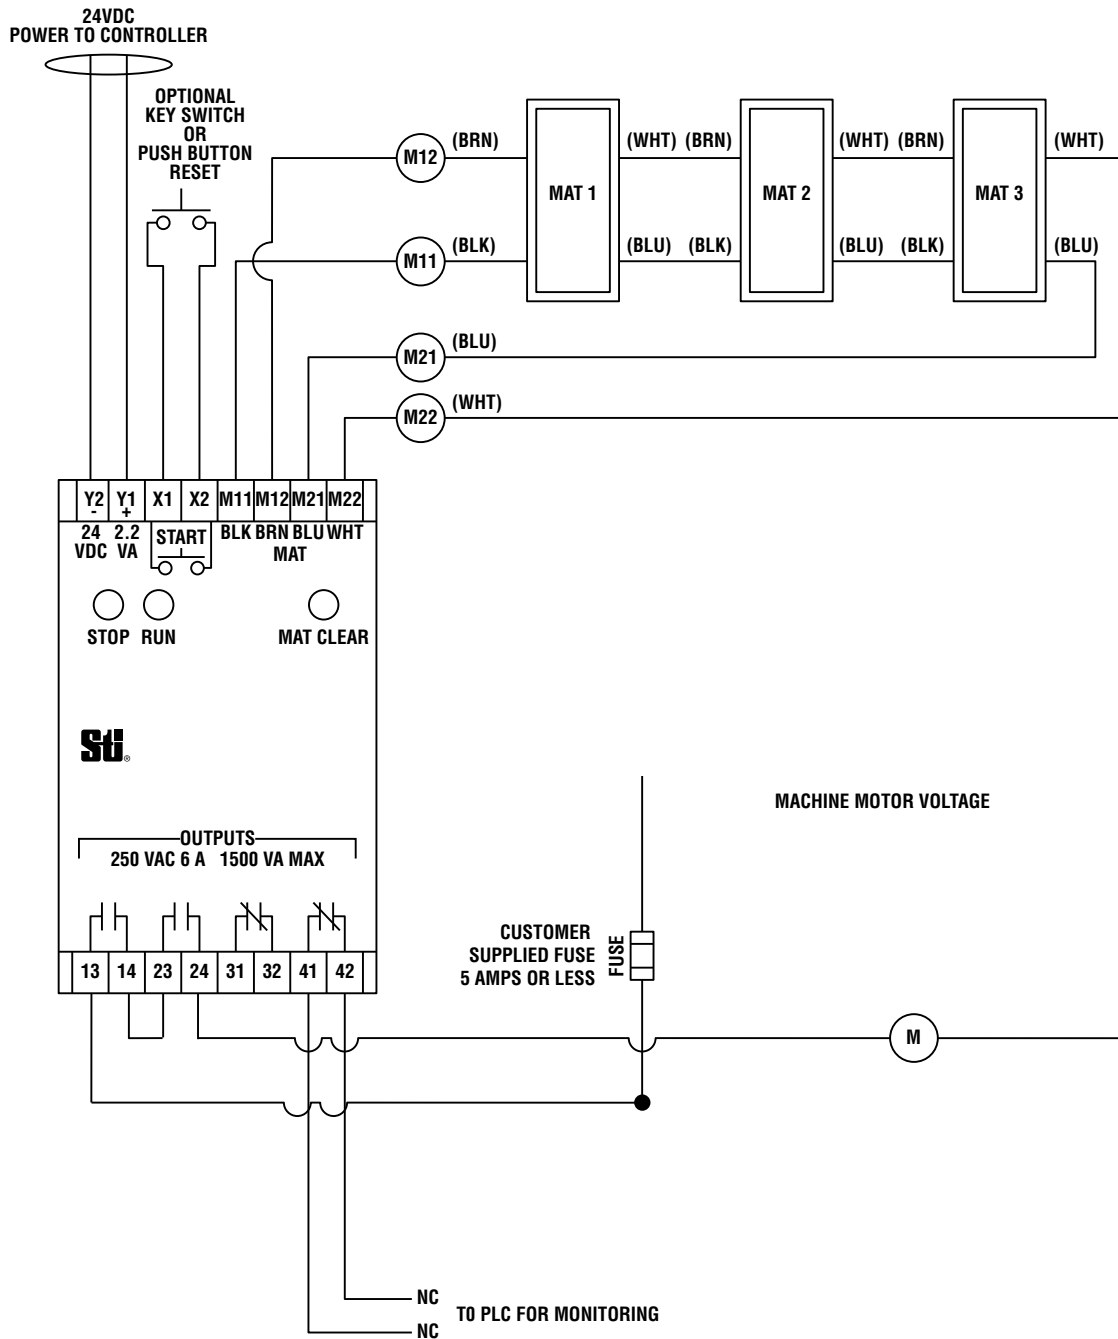 24VDC
POWER TO CONTROLLER
OPTIONAL
KEY SWITCH
OR
PUSH BUTTON
RESET
M12
(BRN)
(WHT) (BRN)
(WHT) (BRN)
(WHT)
MAT 1
MAT 2
MAT 3
M11
(BLK)
(BLU) (BLK)
(BLU) (BLK)
(BLU)
M21
(BLU)
M22
(WHT)
Y2 Y1 X1 X2 M11 M12 M21 M22
- +
24 2.2 START BLK BRN BLU WHT
VDC VA MAT
STOP RUN MAT CLEAR
Sti®
MACHINE MOTOR VOLTAGE
OUTPUTS
250 VAC 6 A 1500 VA MAX
CUSTOMER
SUPPLIED FUSE
5 AMPS OR LESS
FUSE
13 14 23 24 31 32 41 42
M
NC
T0 PLC FOR MONITORING
NC